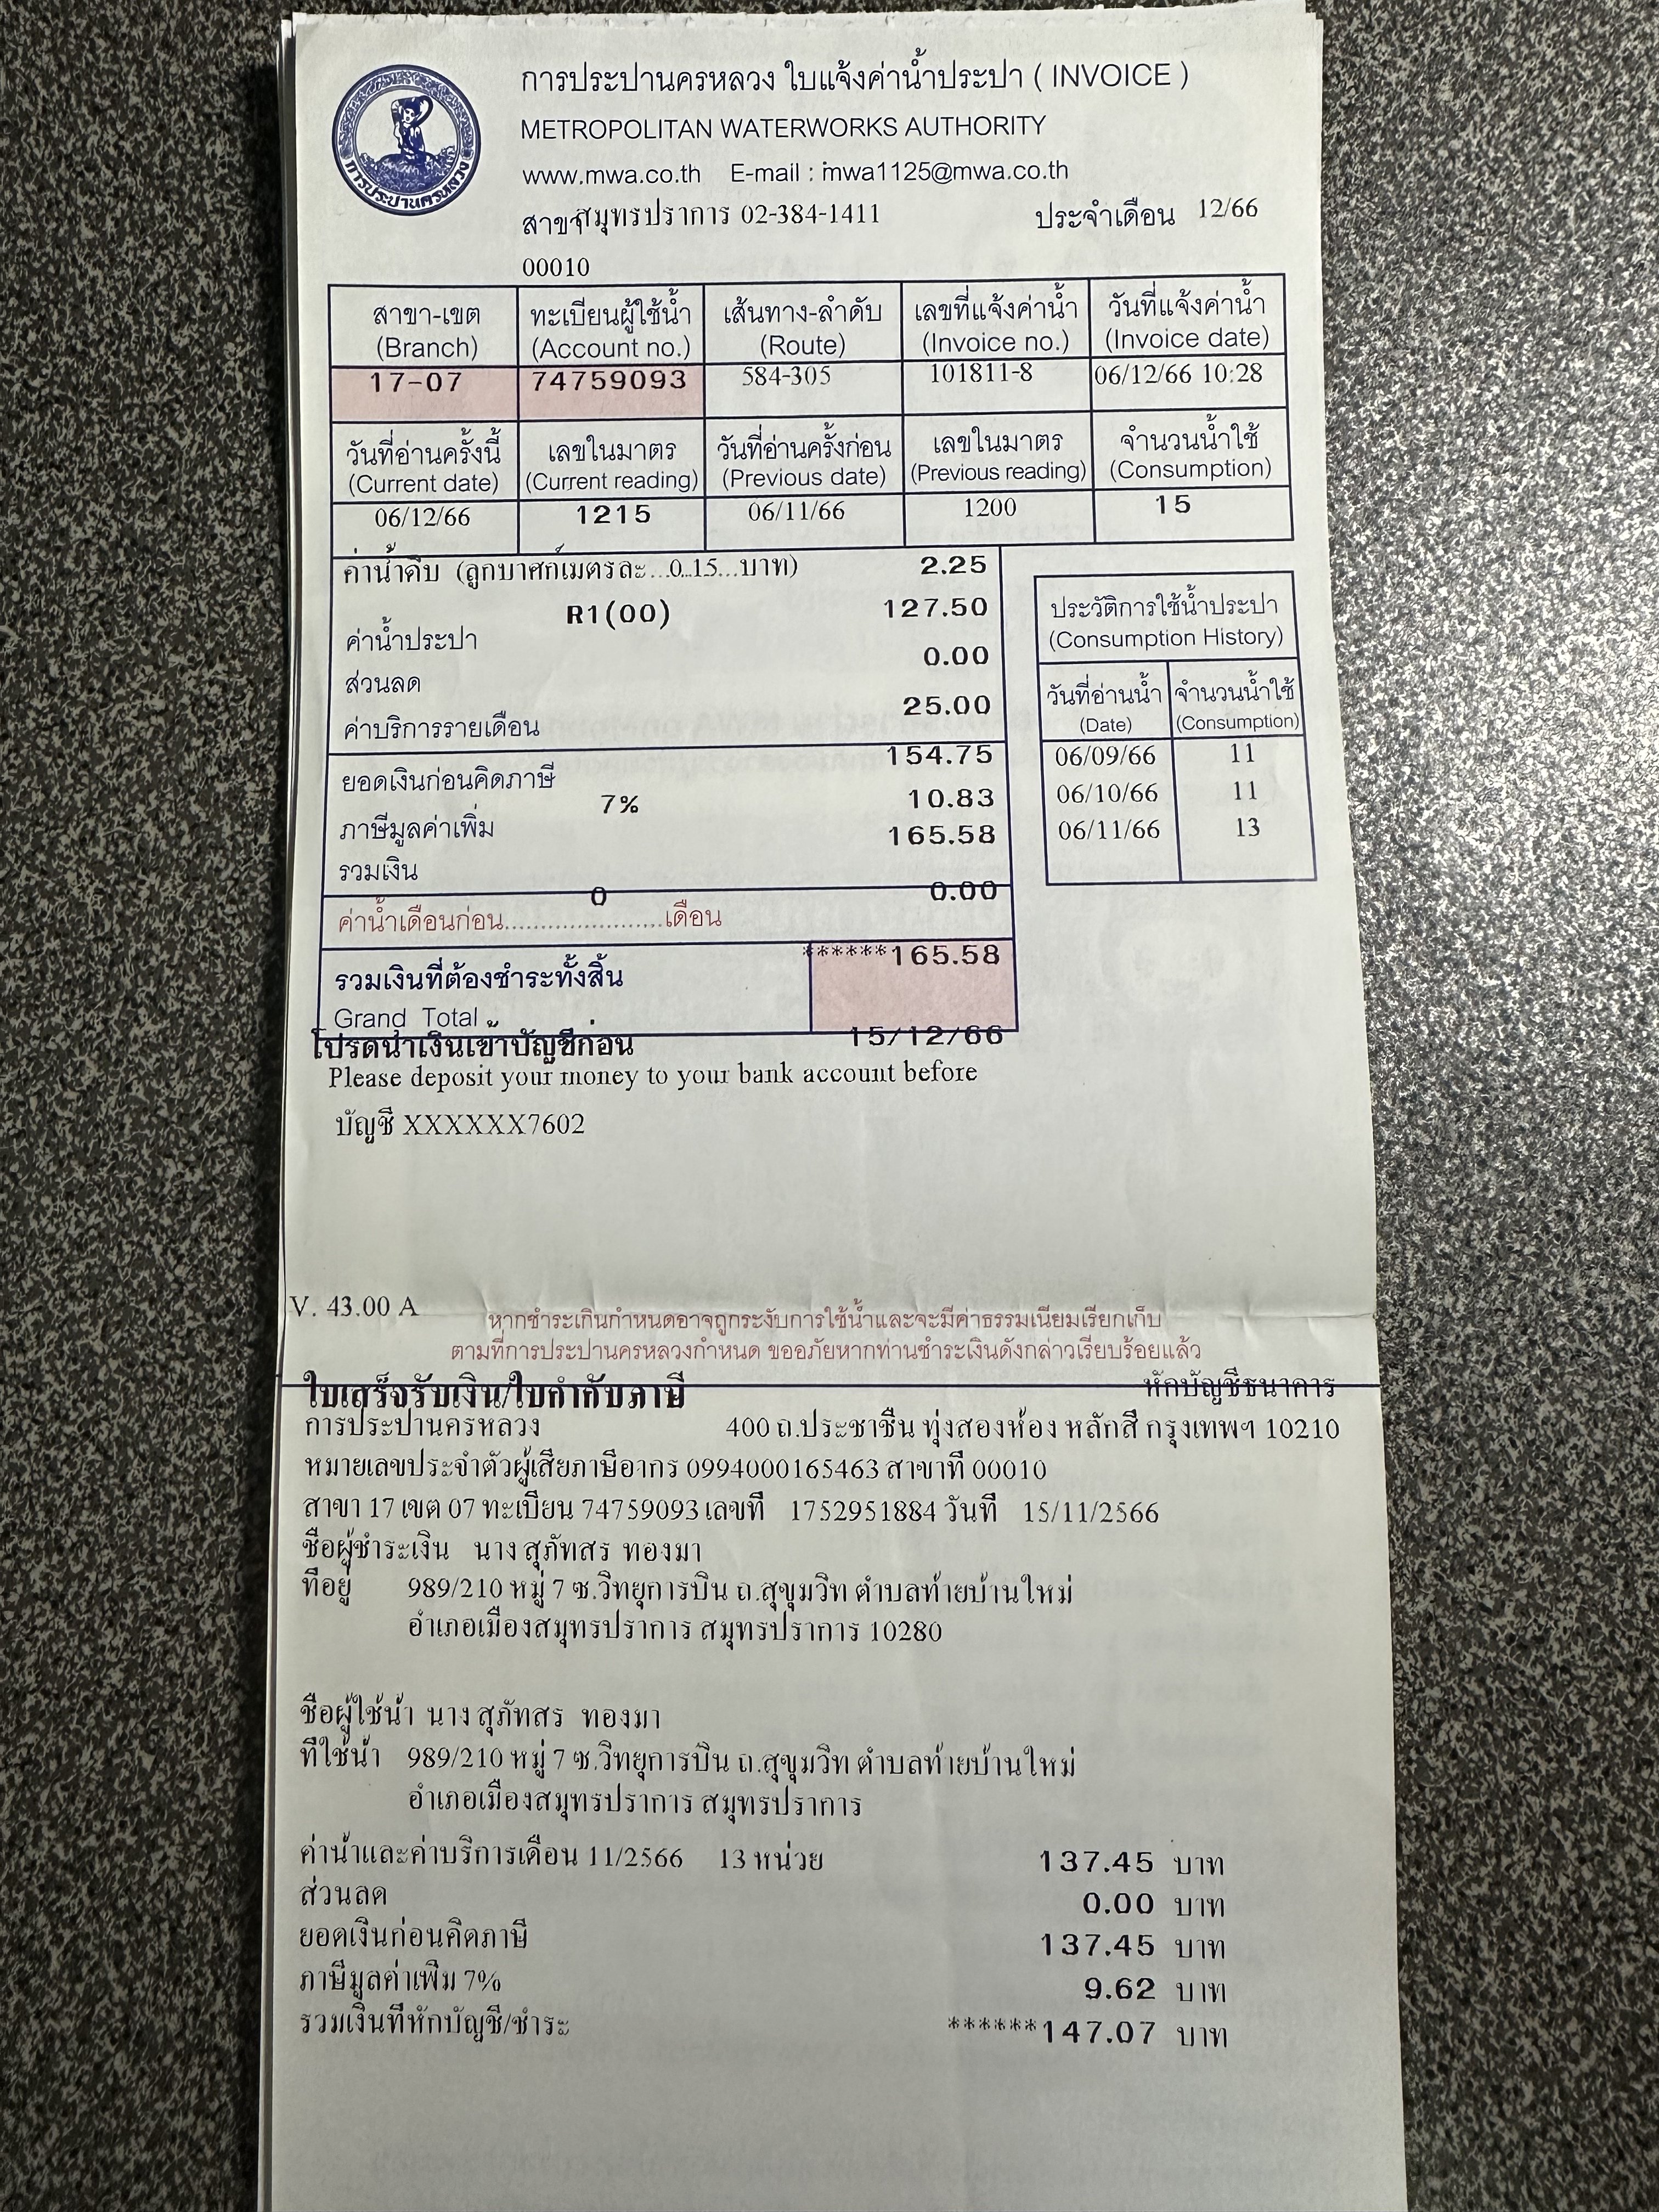 การประปานครหลวง
การประปานครหลวง ใบแจ้งค่าน้ำประปา ( INVOICE )
METROPOLITAN WATERWORKS AUTHORITY
www.mwa.co.th E-mail : mwa1125@mwa.co.th
สาขา สมุทรปราการ 02-384-1411 ประจำเดือน 12/66
00010
สาขา-เขต ทะเบียนผู้ใช้น้ำ เส้นทาง-ลำดับ เลขที่แจ้งค่าน้ำ วันที่แจ้งค่าน้ำ
(Branch) (Account no.) (Route) (Invoice no.) (Invoice date)
17-07 74759093 584-305 101811-8 06/12/66 10:28
วันที่อ่านครั้งนี้ เลขในมาตร วันที่อ่านครั้งก่อน เลขในมาตร จำนวนน้ำใช้
(Current date) (Current reading) (Previous date) (Previous reading) (Consumption)
06/12/66 1215 06/11/66 1200 15
ค่าน้ำดิบ (ลูกบาศก์เมตรละ...0..15...บาท) 2.25
R1(00) 127.50
ค่าน้ำประปา
0.00
ส่วนลด
25.00
ค่าบริการรายเดือน
154.75
ยอดเงินก่อนคิดภาษี
7% 10.83
ภาษีมูลค่าเพิ่ม
165.58
รวมเงิน
0 0.00
ค่าน้ำเดือนก่อน......................เดือน
******165.58
รวมเงินที่ต้องชำระทั้งสิ้น
Grand Total
ประวัติการใช้น้ำประปา
(Consumption History)
วันที่อ่านน้ำ จำนวนน้ำใช้
(Date) (Consumption)
06/09/66 11
06/10/66 11
06/11/66 13
โปรดนำเงินเข้าบัญชีก่อน 15/12/66
Please deposit your money to your bank account before
บัญชี XXXXXX7602
V. 43.00 A
หากชำระเกินกำหนดอาจถูกระงับการใช้น้ำและจะมีค่าธรรมเนียมเรียกเก็บ
ตามที่การประปานครหลวงกำหนด ขออภัยหากท่านชำระเงินดังกล่าวเรียบร้อยแล้ว
ใบเสร็จรับเงิน/ใบกำกับภาษี หักบัญชีธนาคาร
การประปานครหลวง 400 ถ.ประชาชื่น ทุ่งสองห้อง หลักสี่ กรุงเทพฯ 10210
หมายเลขประจำตัวผู้เสียภาษีอากร 0994000165463 สาขาที่ 00010
สาขา 17 เขต 07 ทะเบียน 74759093 เลขที่ 1752951884 วันที่ 15/11/2566
ชื่อผู้ชำระเงิน นาง สุภัทสร ทองมา
ที่อยู่ 989/210 หมู่ 7 ซ.วิทยุการบิน ถ.สุขุมวิท ตำบลท้ายบ้านใหม่
อำเภอเมืองสมุทรปราการ สมุทรปราการ 10280
ชื่อผู้ใช้น้ำ นาง สุภัทสร ทองมา
ที่ใช้น้ำ 989/210 หมู่ 7 ซ.วิทยุการบิน ถ.สุขุมวิท ตำบลท้ายบ้านใหม่
อำเภอเมืองสมุทรปราการ สมุทรปราการ
ค่าน้ำและค่าบริการเดือน 11/2566 13 หน่วย 137.45 บาท
ส่วนลด 0.00 บาท
ยอดเงินก่อนคิดภาษี 137.45 บาท
ภาษีมูลค่าเพิ่ม 7% 9.62 บาท
รวมเงินที่หักบัญชี/ชำระ ******147.07 บาท